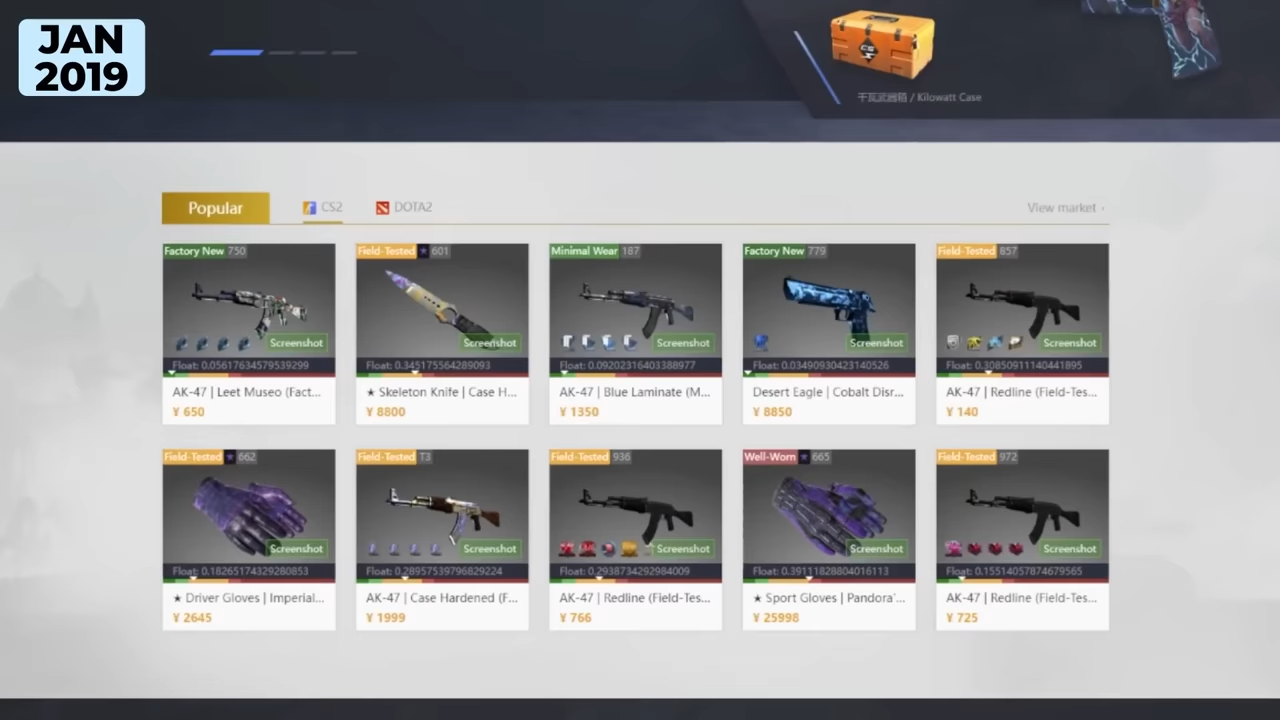 JAN
2019
千瓦武器箱 / Kilowatt Case
Popular
CS2
DOTA2
View market
Factory New 750
Field-Tested ★ 601
Minimal Wear 187
Factory New 779
Field-Tested 857
Screenshot
Screenshot
Screenshot
Screenshot
Screenshot
Float: 0.05617634579539299
Float: 0.345175564289093
Float: 0.09202316403388977
Float: 0.03490930423140526
Float: 0.30850911140441895
AK-47 | Leet Museo (Fact...
★ Skeleton Knife | Case H...
AK-47 | Blue Laminate (M...
Desert Eagle | Cobalt Disr...
AK-47 | Redline (Field-Tes...
¥ 650
¥ 8800
¥ 1350
¥ 8850
¥ 140
Field-Tested ★ 662
Field-Tested T3
Field-Tested 936
Well-Worn ★ 665
Field-Tested 972
Screenshot
Screenshot
Screenshot
Screenshot
Screenshot
Float: 0.18265174329280853
Float: 0.28957539796829224
Float: 0.2938734292984009
Float: 0.39111828804016113
Float: 0.15514057874679565
★ Driver Gloves | Imperial...
AK-47 | Case Hardened (F...
AK-47 | Redline (Field-Tes...
★ Sport Gloves | Pandora'...
AK-47 | Redline (Field-Tes...
¥ 2645
¥ 1999
¥ 766
¥ 25998
¥ 725